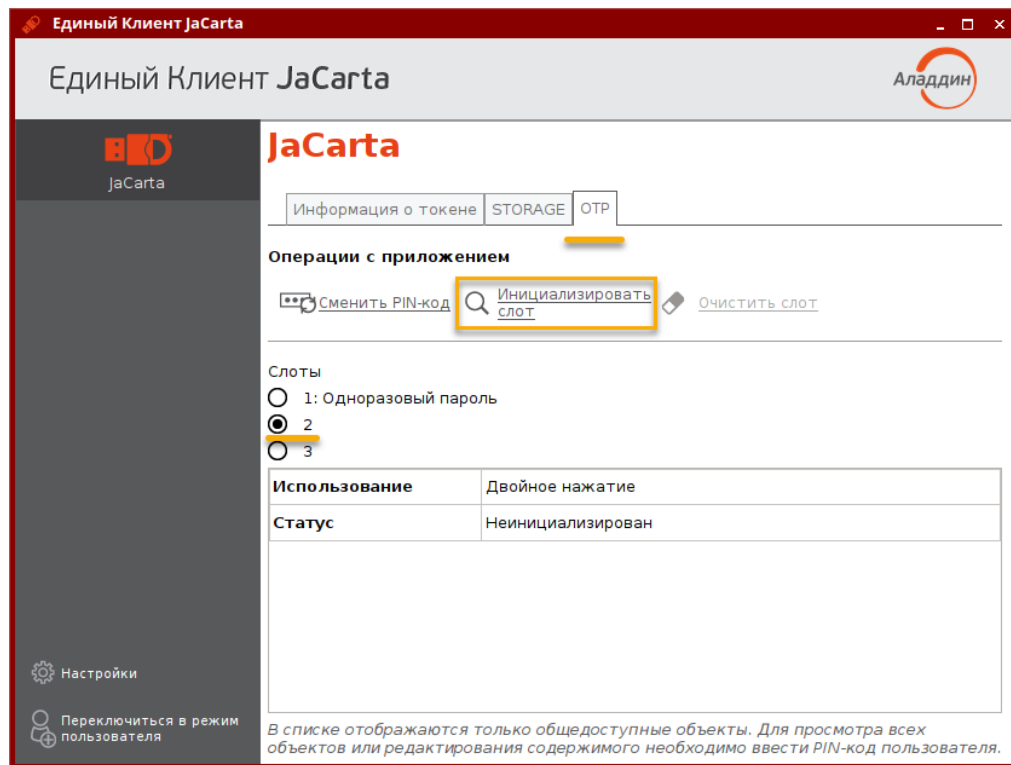 Единый Клиент JaCarta
Единый Клиент JaCarta
Аладдин
JaCarta
JaCarta
Информация о токене STORAGE OTP
Операции с приложением
Сменить PIN-код
Инициализировать
слот
Очистить слот
Слоты
1: Одноразовый пароль
2
3
Использование Двойное нажатие
Статус Неинициализирован
Настройки
Переключиться в режим
пользователя
В списке отображаются только общедоступные объекты. Для просмотра всех
объектов или редактирования содержимого необходимо ввести PIN-код пользователя.